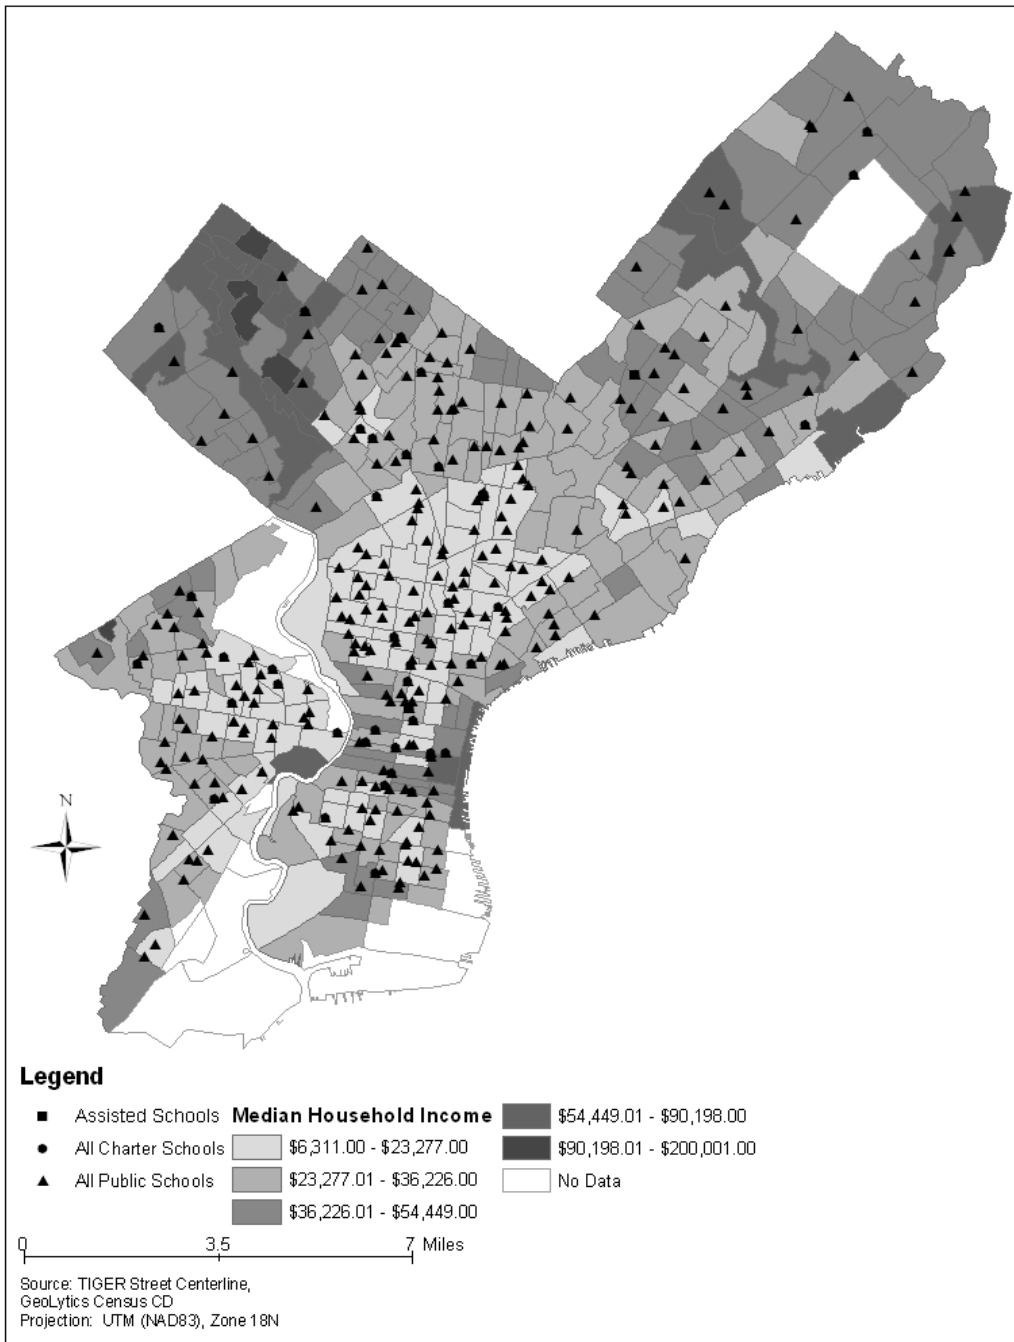 N
Legend
Assisted Schools
All Charter Schools
All Public Schools
Median Household Income
$6,311.00 - $23,277.00
$23,277.01 - $36,226.00
$36,226.01 - $54,449.00
$54,449.01 - $90,198.00
$90,198.01 - $200,001.00
No Data
0 3.5 7 Miles
Source: TIGER Street Centerline,
GeoLytics Census CD
Projection: UTM (NAD83), Zone 18N